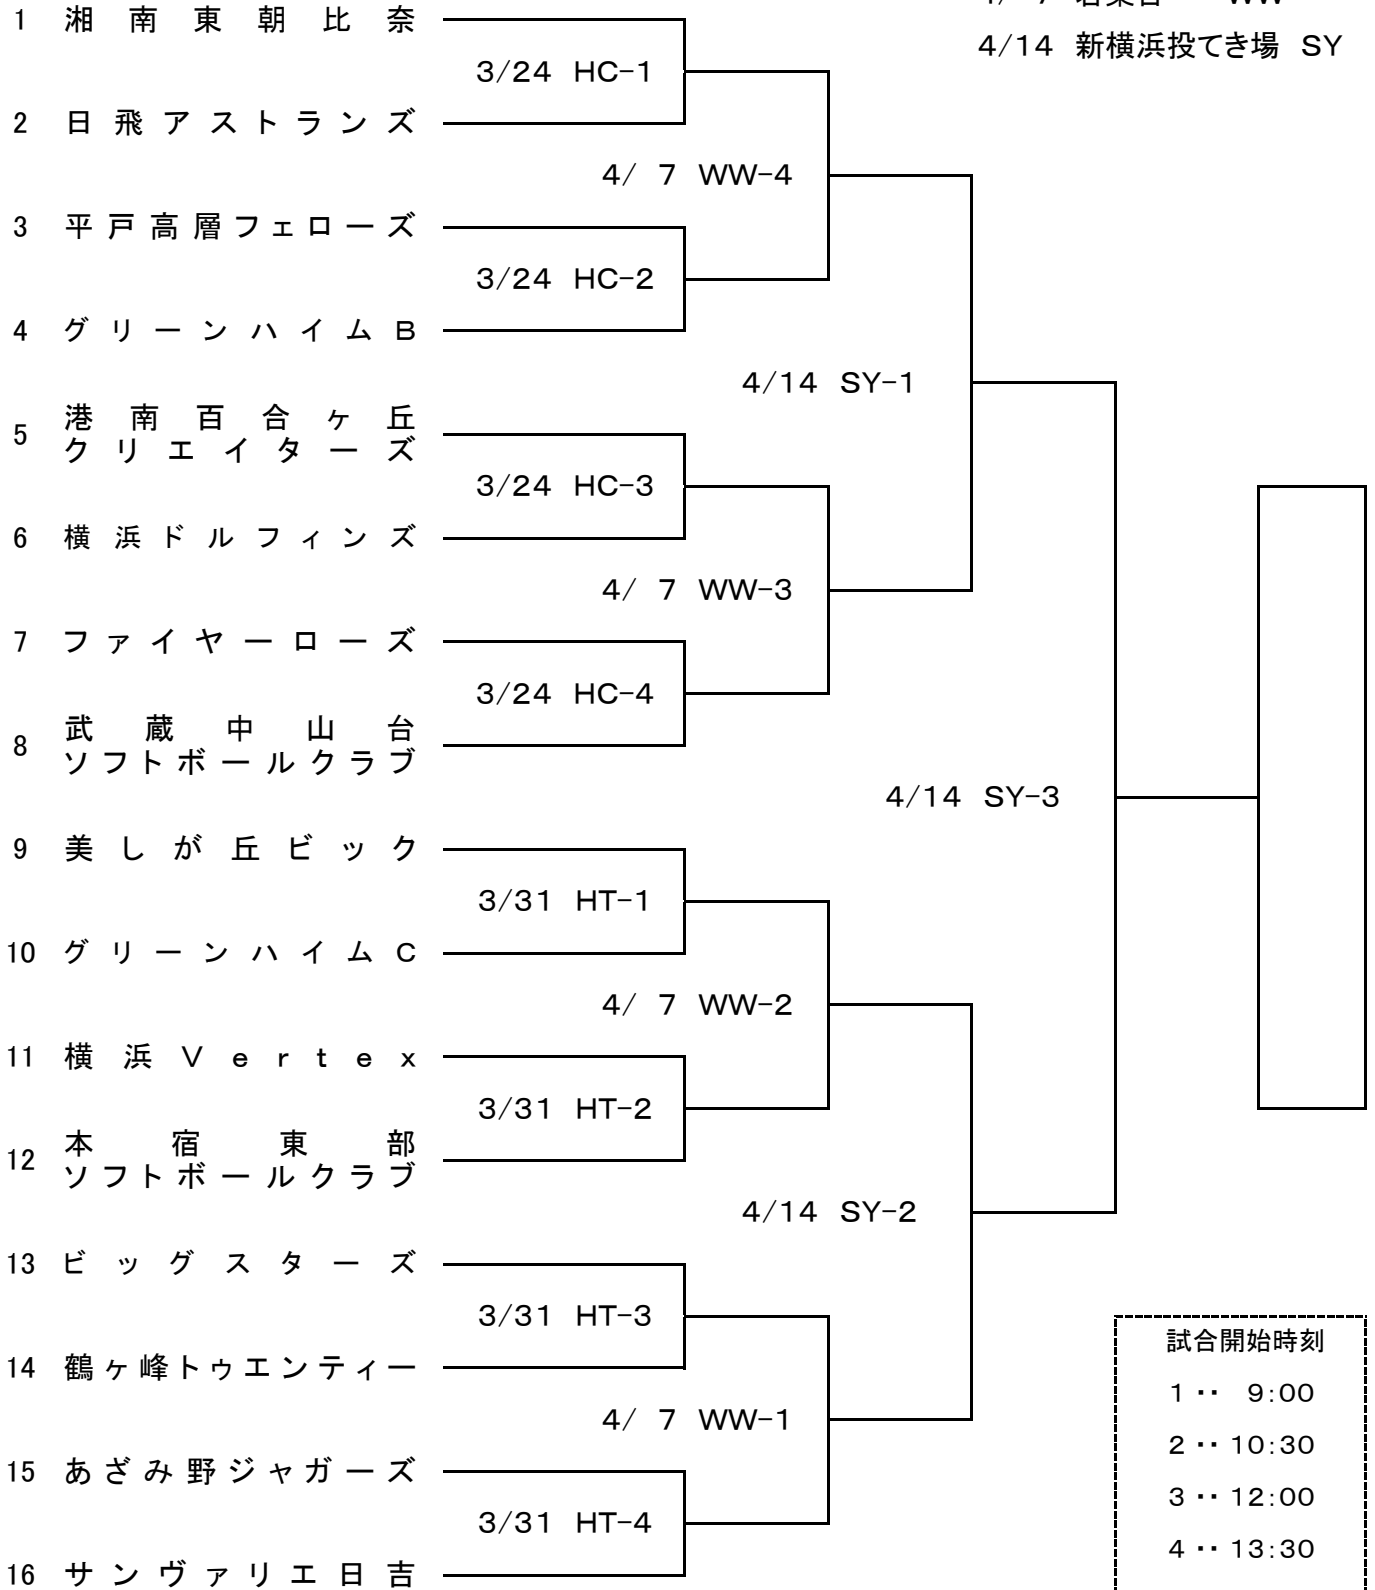 4/14 新横浜投てき場 SY
1 湘南東朝比奈
3/24 HC-1
2 日飛アストランズ
4/ 7 WW-4
3 平戸高層フェローズ
3/24 HC-2
4 グリーンハイムB
4/14 SY-1
5 港南百合ヶ丘
クリエイターズ
3/24 HC-3
6 横浜ドルフィンズ
4/ 7 WW-3
7 ファイヤーローズ
3/24 HC-4
8 武蔵中山台
ソフトボールクラブ
4/14 SY-3
9 美しが丘ビック
3/31 HT-1
10 グリーンハイムC
4/ 7 WW-2
11 横浜Vertex
3/31 HT-2
12 本宿東部
ソフトボールクラブ
4/14 SY-2
13 ビッグスターズ
3/31 HT-3
14 鶴ヶ峰トゥエンティー
4/ 7 WW-1
15 あざみ野ジャガーズ
3/31 HT-4
16 サンヴァリエ日吉
試合開始時刻
1 ‥ 9:00
2 ‥ 10:30
3 ‥ 12:00
4 ‥ 13:30